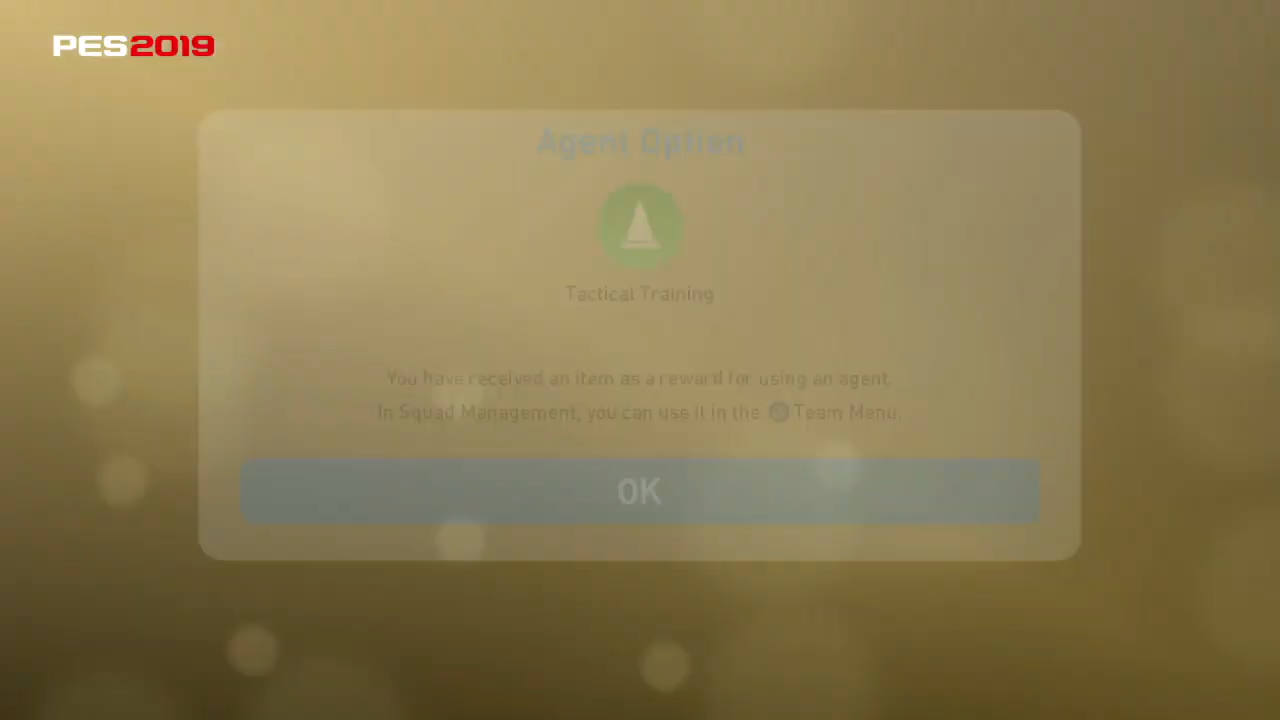 PES2019
Agent Option
Tactical Training
You have received an item as a reward for using an agent.
In Squad Management, you can use it in the Team Menu.
OK